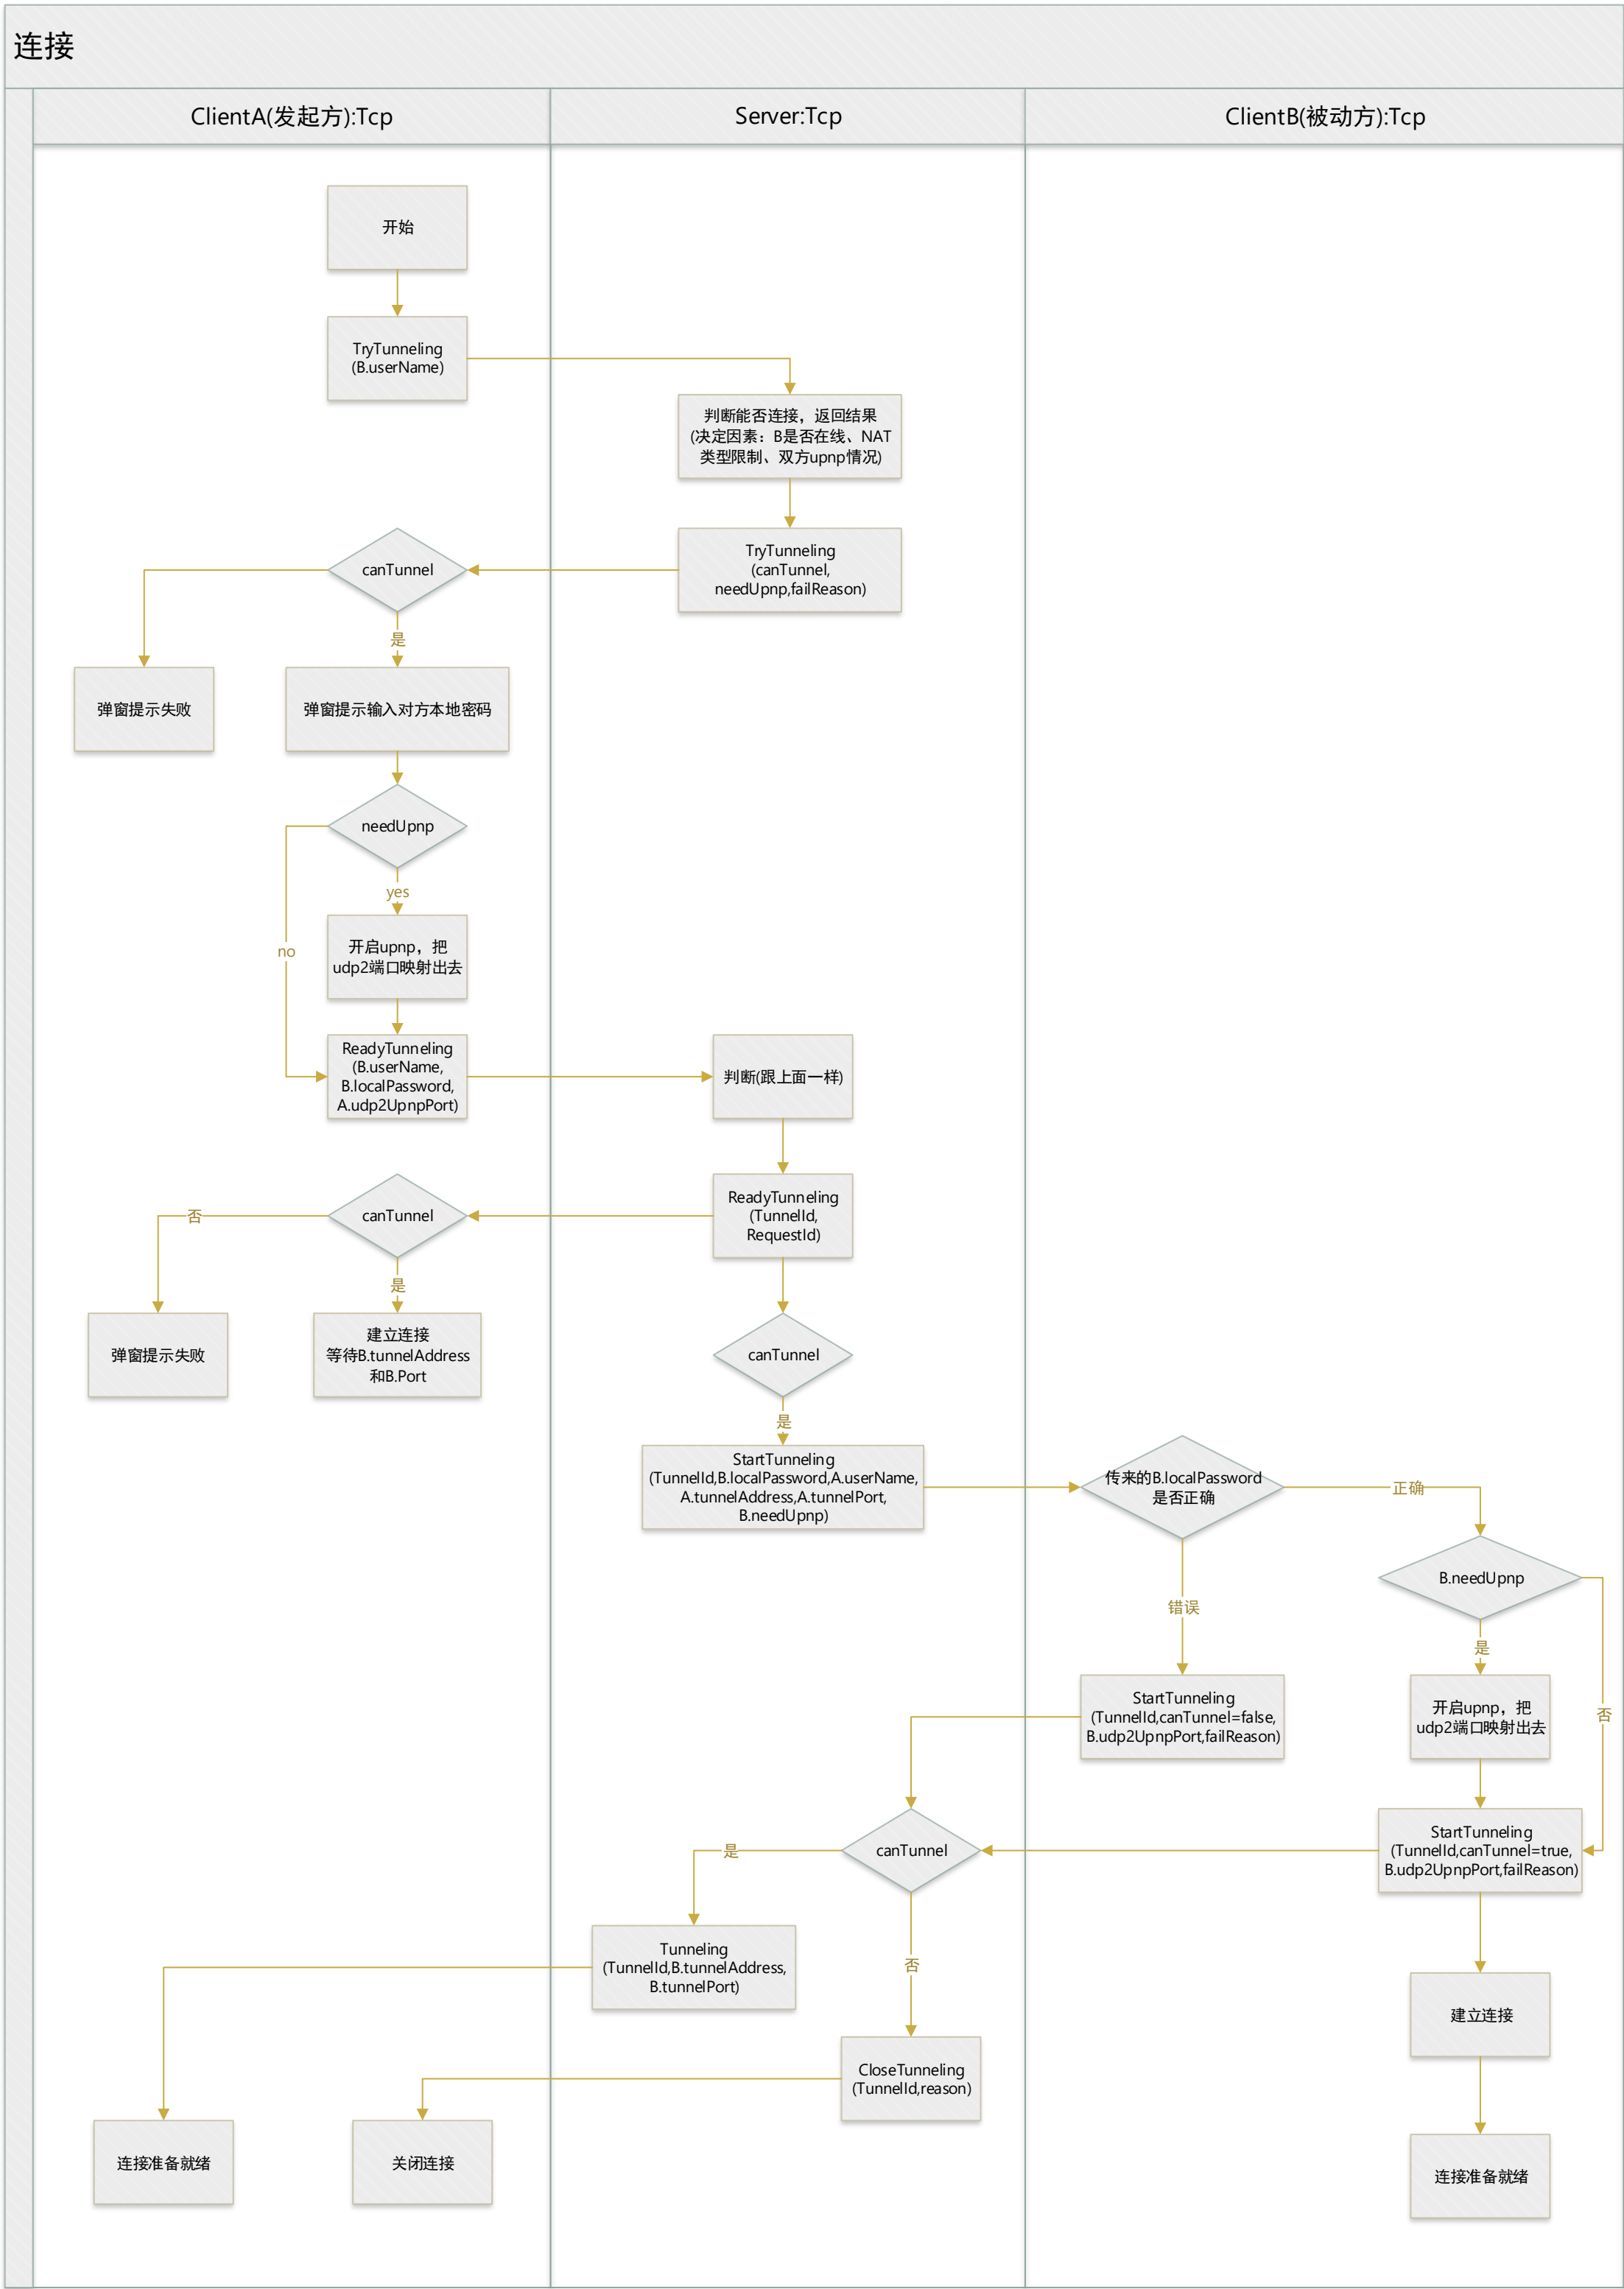 连接
ClientA(发起方):Tcp
Server:Tcp
ClientB(被动方):Tcp
开始
TryTunneling
(B.userName)
判断能否连接，返回结果
(决定因素：B是否在线、NAT
类型限制、双方upnp情况)
TryTunneling
(canTunnel,
needUpnp,failReason)
canTunnel
是
弹窗提示失败
弹窗提示输入对方本地密码
needUpnp
yes
no
开启upnp，把
udp2端口映射出去
ReadyTunneling
(B.userName,
B.localPassword,
A.udp2UpnpPort)
判断(跟上面一样)
ReadyTunneling
(TunnelId,
RequestId)
canTunnel
否
是
弹窗提示失败
建立连接
等待B.tunnelAddress
和B.Port
canTunnel
是
StartTunneling
(TunnelId,B.localPassword,A.userName,
A.tunnelAddress,A.tunnelPort,
B.needUpnp)
传来的B.localPassword
是否正确
正确
错误
B.needUpnp
是
否
StartTunneling
(TunnelId,canTunnel=false,
B.udp2UpnpPort,failReason)
开启upnp，把
udp2端口映射出去
StartTunneling
(TunnelId,canTunnel=true,
B.udp2UpnpPort,failReason)
canTunnel
是
否
Tunneling
(TunnelId,B.tunnelAddress,
B.tunnelPort)
建立连接
CloseTunneling
(TunnelId,reason)
连接准备就绪
关闭连接
连接准备就绪